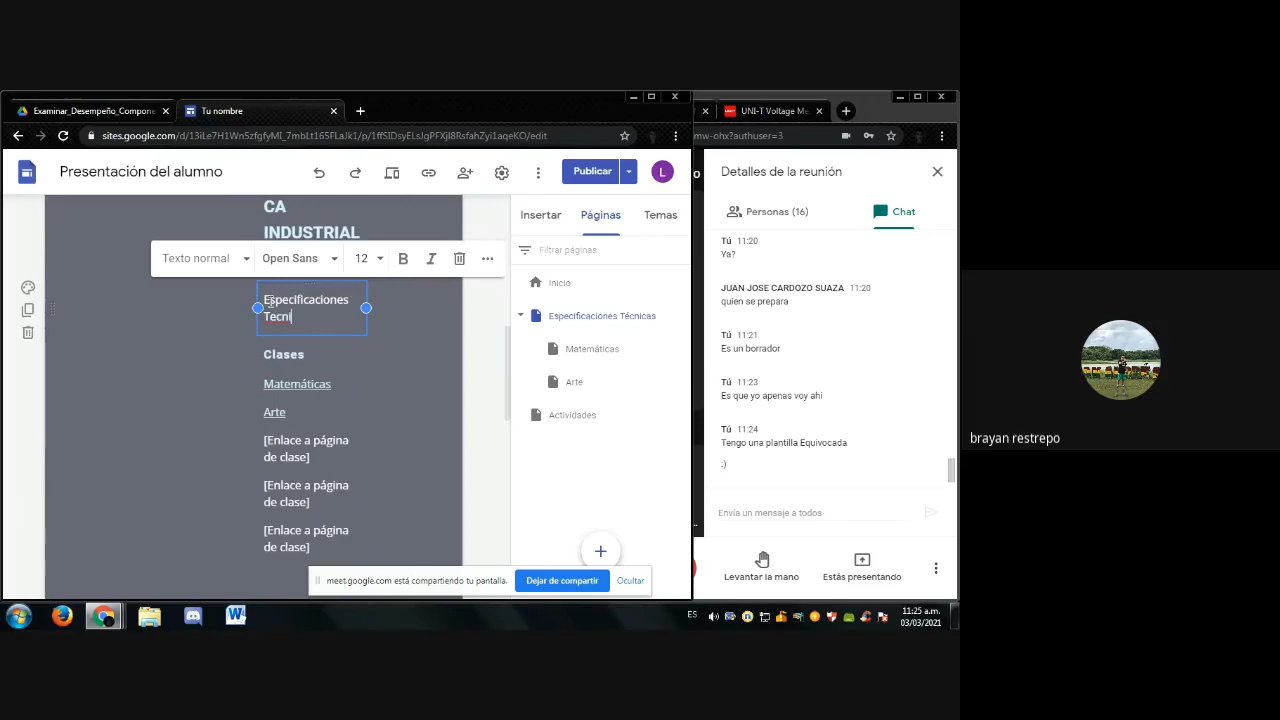 Examinar_Desempeño_Compone
Tu nombre
UNI-T Voltage Me
sites.google.com/d/13iLe7H1Wn5zfgfyMI_7mbLt165FLaJk1/p/1ffSIDsyELsJgPFXjI8RsfahZyi1aqeKO/edit
mw-ohx?authuser=3
Presentación del alumno
Publicar
L
Detalles de la reunión
Insertar
Páginas
Temas
Personas (16)
Chat
CA
INDUSTRIAL
Texto normal
Open Sans
12
B
I
Filtrar páginas
Inicio
Especificaciones Técnicas
Matemáticas
Arte
Actividades
Especificaciones
Tecni
Clases
Matemáticas
Arte
[Enlace a página
de clase]
[Enlace a página
de clase]
[Enlace a página
de clase]
Tú 11:20
Ya?
JUAN JOSE CARDOZO SUAZA 11:20
quien se prepara
Tú 11:21
Es un borrador
Tú 11:23
Es que yo apenas voy ahi
Tú 11:24
Tengo una plantilla Equivocada
:)
Envía un mensaje a todos
Levantar la mano
Estás presentando
meet.google.com está compartiendo tu pantalla.
Dejar de compartir
Ocultar
ES
11:25 a.m.
03/03/2021
brayan restrepo